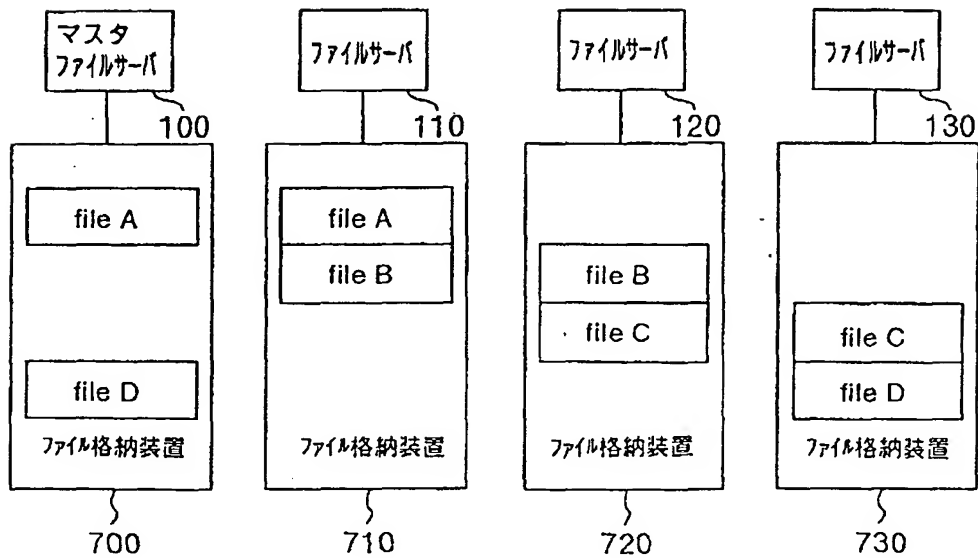 マスタ
ファイルサーバ
100
ファイルサーバ
110
ファイルサーバ
120
ファイルサーバ
130
file A
file D
ファイル格納装置
700
file A
file B
ファイル格納装置
710
file B
file C
ファイル格納装置
720
file C
file D
ファイル格納装置
730